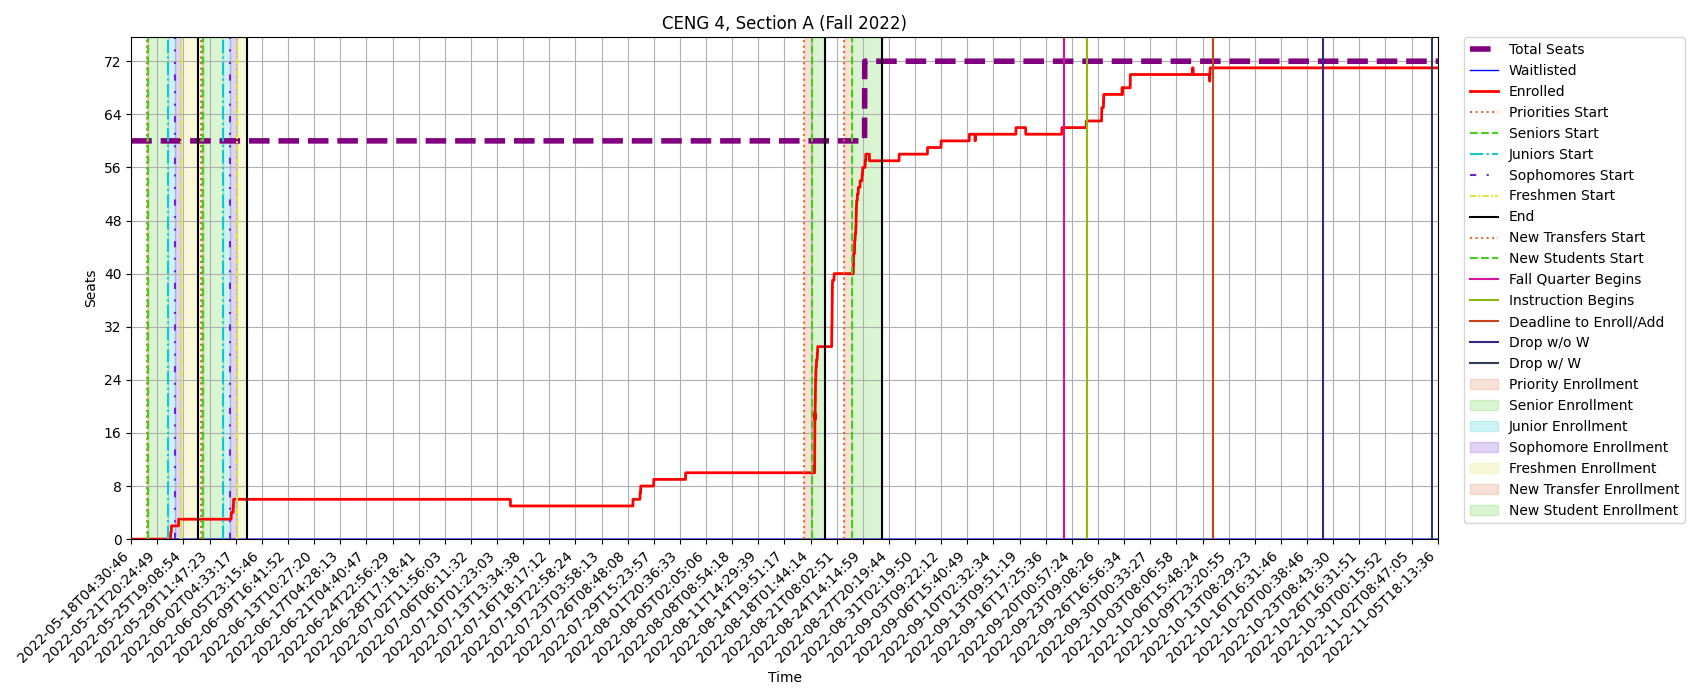 CENG 4, Section A (Fall 2022)
Seats
72
64
56
48
40
32
24
16
8
0
2022-05-18T04:30:46
2022-05-21T20:24:49
2022-05-25T19:08:54
2022-05-29T11:47:23
2022-06-02T04:33:17
2022-06-05T23:15:46
2022-06-09T16:41:52
2022-06-13T10:27:20
2022-06-17T04:28:13
2022-06-21T04:40:47
2022-06-24T22:56:29
2022-06-28T17:18:41
2022-07-02T11:56:03
2022-07-06T06:11:32
2022-07-10T01:23:03
2022-07-13T13:34:38
2022-07-16T18:17:12
2022-07-19T22:58:24
2022-07-23T03:58:13
2022-07-26T08:48:08
2022-07-29T15:23:57
2022-08-01T20:36:33
2022-08-05T02:05:06
2022-08-08T08:54:18
2022-08-11T14:29:39
2022-08-14T19:51:17
2022-08-18T01:44:14
2022-08-21T08:02:51
2022-08-24T14:14:59
2022-08-27T20:19:44
2022-08-31T02:19:50
2022-09-03T09:22:12
2022-09-06T15:40:49
2022-09-10T02:32:34
2022-09-13T09:51:19
2022-09-16T17:25:36
2022-09-20T00:57:24
2022-09-23T09:08:26
2022-09-26T16:56:34
2022-09-30T00:33:27
2022-10-03T08:06:58
2022-10-06T15:48:24
2022-10-09T23:20:55
2022-10-13T08:29:23
2022-10-16T16:31:46
2022-10-20T00:38:46
2022-10-23T08:43:30
2022-10-26T16:31:51
2022-10-30T00:15:52
2022-11-02T08:47:05
2022-11-05T18:13:36
Time
Total Seats
Waitlisted
Enrolled
Priorities Start
Seniors Start
Juniors Start
Sophomores Start
Freshmen Start
End
New Transfers Start
New Students Start
Fall Quarter Begins
Instruction Begins
Deadline to Enroll/Add
Drop w/o W
Drop w/ W
Priority Enrollment
Senior Enrollment
Junior Enrollment
Sophomore Enrollment
Freshmen Enrollment
New Transfer Enrollment
New Student Enrollment